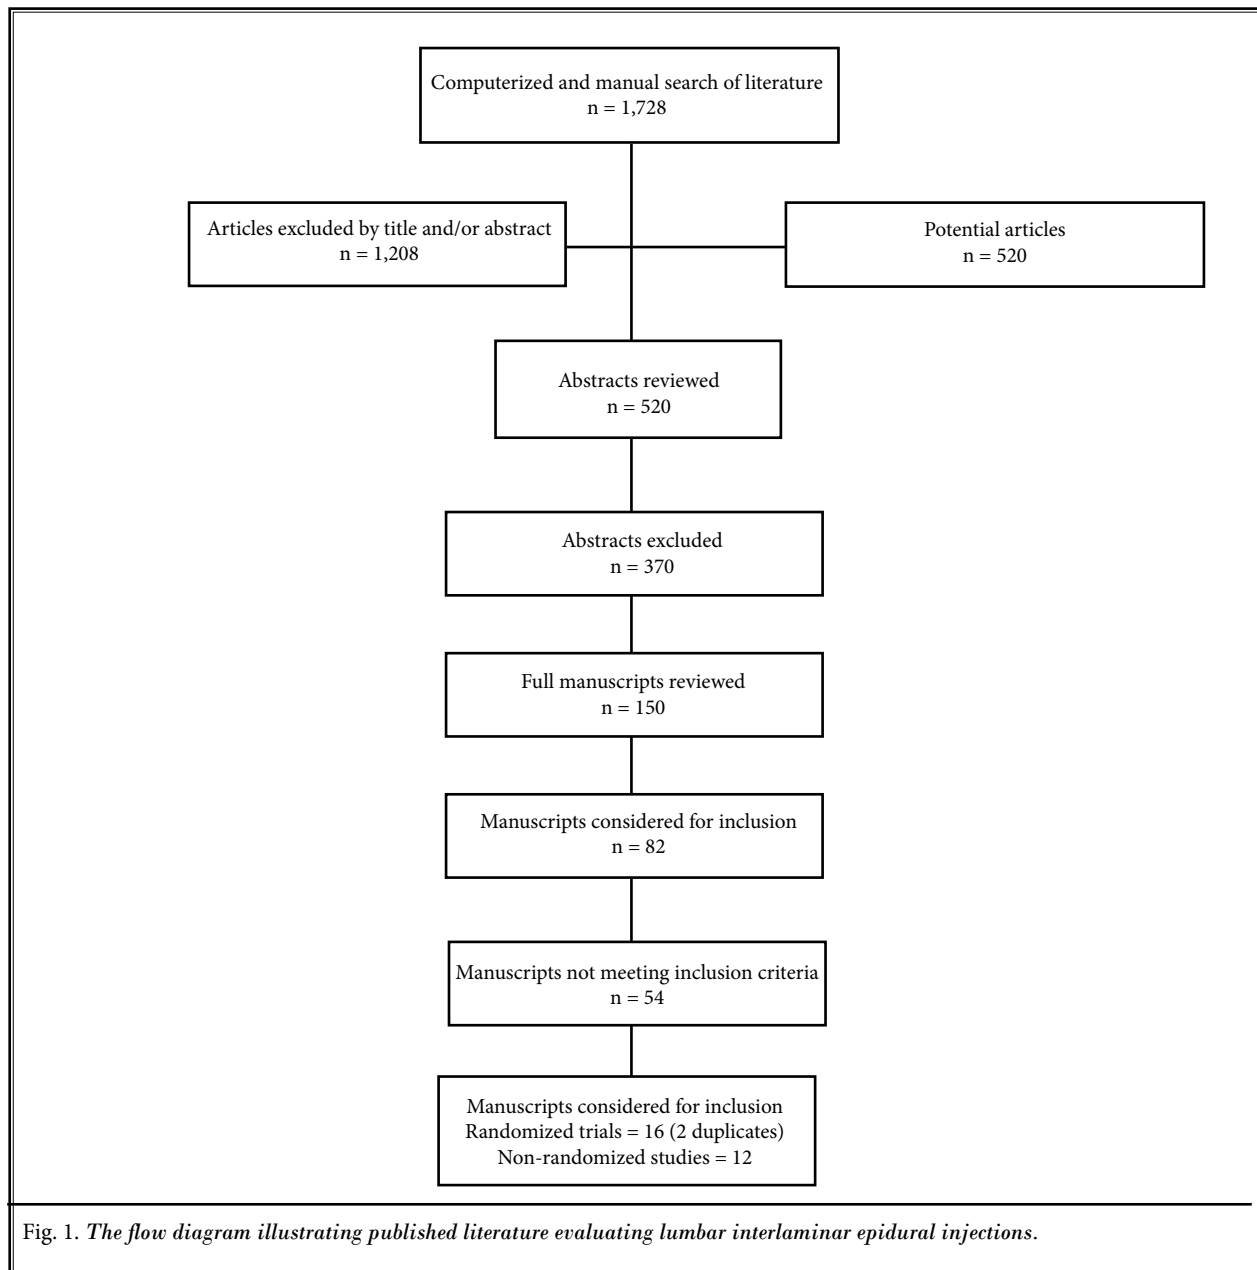 Computerized and manual search of literature
n = 1,728
Articles excluded by title and/or abstract
n = 1,208
Potential articles
n = 520
Abstracts reviewed
n = 520
Abstracts excluded
n = 370
Full manuscripts reviewed
n = 150
Manuscripts considered for inclusion
n = 82
Manuscripts not meeting inclusion criteria
n = 54
Manuscripts considered for inclusion
Randomized trials = 16 (2 duplicates)
Non-randomized studies = 12
Fig. 1. The flow diagram illustrating published literature evaluating lumbar interlaminar epidural injections.